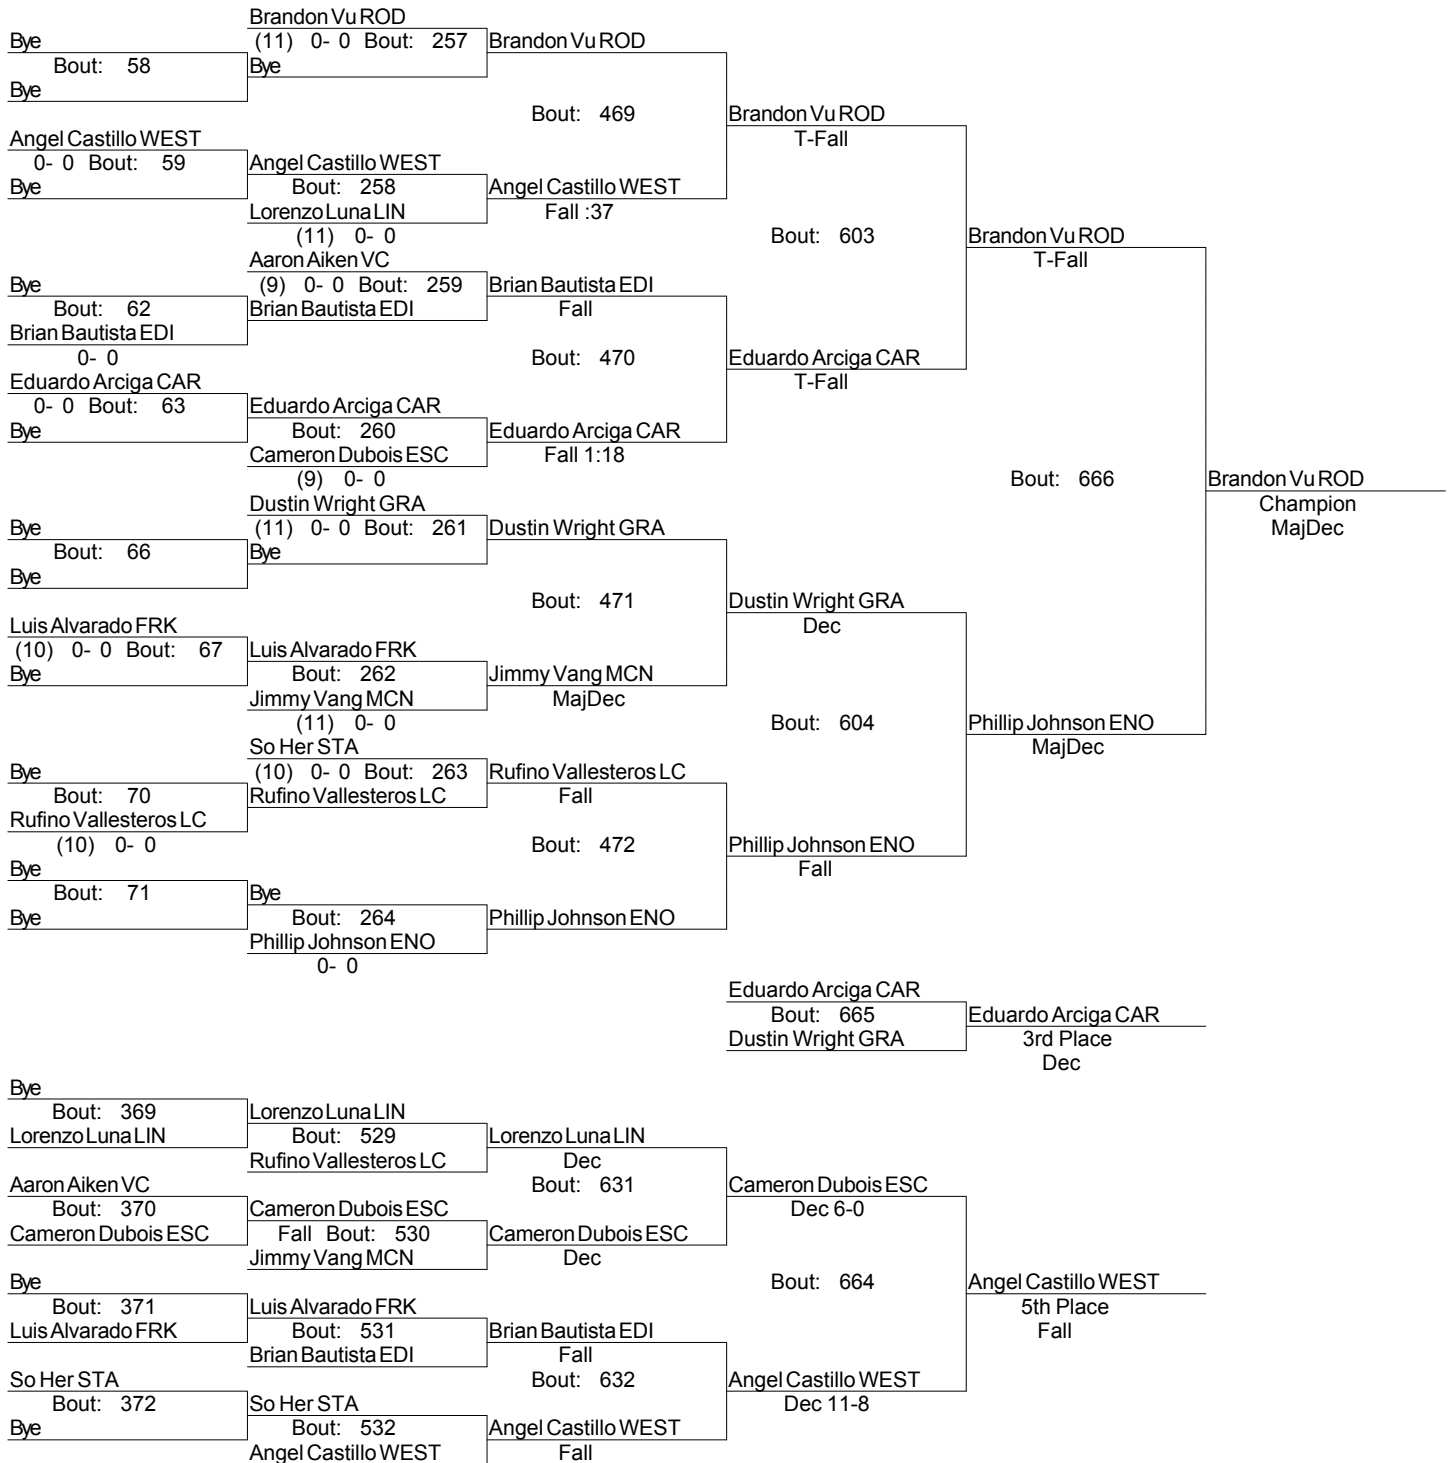 Brandon Vu ROD
Bye (11) 0- 0 Bout: 257 Brandon Vu ROD
Bout: 58 Bye
Bye
Bout: 469 Brandon Vu ROD
Angel Castillo WEST T-Fall
0- 0 Bout: 59 Angel Castillo WEST
Bye Bout: 258 Angel Castillo WEST
Lorenzo Luna LIN Fall :37
(11) 0- 0 Bout: 603 Brandon Vu ROD
Aaron Aiken VC T-Fall
Bye (9) 0- 0 Bout: 259 Brian Bautista EDI
Bout: 62 Brian Bautista EDI Fall
Brian Bautista EDI
0- 0 Bout: 470 Eduardo Arciga CAR
Eduardo Arciga CAR T-Fall
0- 0 Bout: 63 Eduardo Arciga CAR
Bye Bout: 260 Eduardo Arciga CAR
Cameron Dubois ESC Fall 1:18
(9) 0- 0 Bout: 666 Brandon Vu ROD
Dustin Wright GRA Champion
Bye (11) 0- 0 Bout: 261 Dustin Wright GRA MajDec
Bout: 66 Bye
Bye
Bout: 471 Dustin Wright GRA
Luis Alvarado FRK Dec
(10) 0- 0 Bout: 67 Luis Alvarado FRK
Bye Bout: 262 Jimmy Vang MCN
Jimmy Vang MCN MajDec
(11) 0- 0 Bout: 604 Phillip Johnson ENO
So Her STA MajDec
Bye (10) 0- 0 Bout: 263 Rufino Vallesteros LC
Bout: 70 Rufino Vallesteros LC Fall
Rufino Vallesteros LC
(10) 0- 0 Bout: 472 Phillip Johnson ENO
Bye Fall
Bout: 71 Bye
Bye Bout: 264 Phillip Johnson ENO
Phillip Johnson ENO
0- 0
Eduardo Arciga CAR
Bout: 665 Eduardo Arciga CAR
Dustin Wright GRA 3rd Place
Dec
Bye
Bout: 369 Lorenzo Luna LIN
Lorenzo Luna LIN Bout: 529 Lorenzo Luna LIN
Rufino Vallesteros LC Dec
Aaron Aiken VC Bout: 631 Cameron Dubois ESC
Bout: 370 Cameron Dubois ESC Dec 6-0
Cameron Dubois ESC Fall Bout: 530 Cameron Dubois ESC
Jimmy Vang MCN Dec
Bye Bout: 664 Angel Castillo WEST
Bout: 371 Luis Alvarado FRK 5th Place
Luis Alvarado FRK Bout: 531 Brian Bautista EDI Fall
Brian Bautista EDI Fall
So Her STA Bout: 632 Angel Castillo WEST
Bout: 372 So Her STA Dec 11-8
Bye Bout: 532 Angel Castillo WEST
Angel Castillo WEST Fall